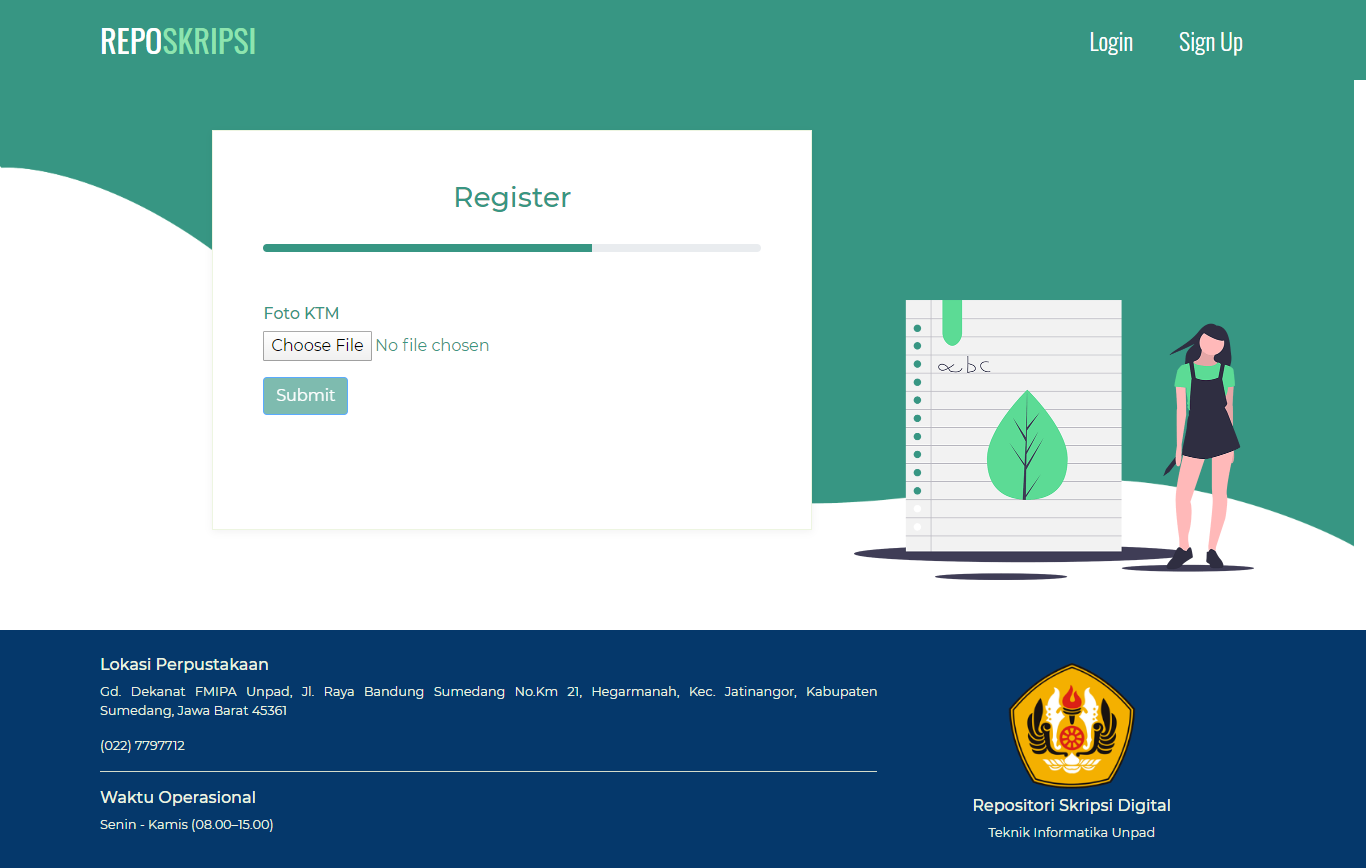 REPOSKRIPSI
Login
Sign Up
Register
Foto KTM
Choose File No file chosen
Submit
abc
Lokasi Perpustakaan
Gd. Dekanat FMIPA Unpad, Jl. Raya Bandung Sumedang No.Km 21, Hegarmanah, Kec. Jatinangor, Kabupaten
Sumedang, Jawa Barat 45361
(022) 7797712
Waktu Operasional
Senin - Kamis (08.00–15.00)
Repositori Skripsi Digital
Teknik Informatika Unpad